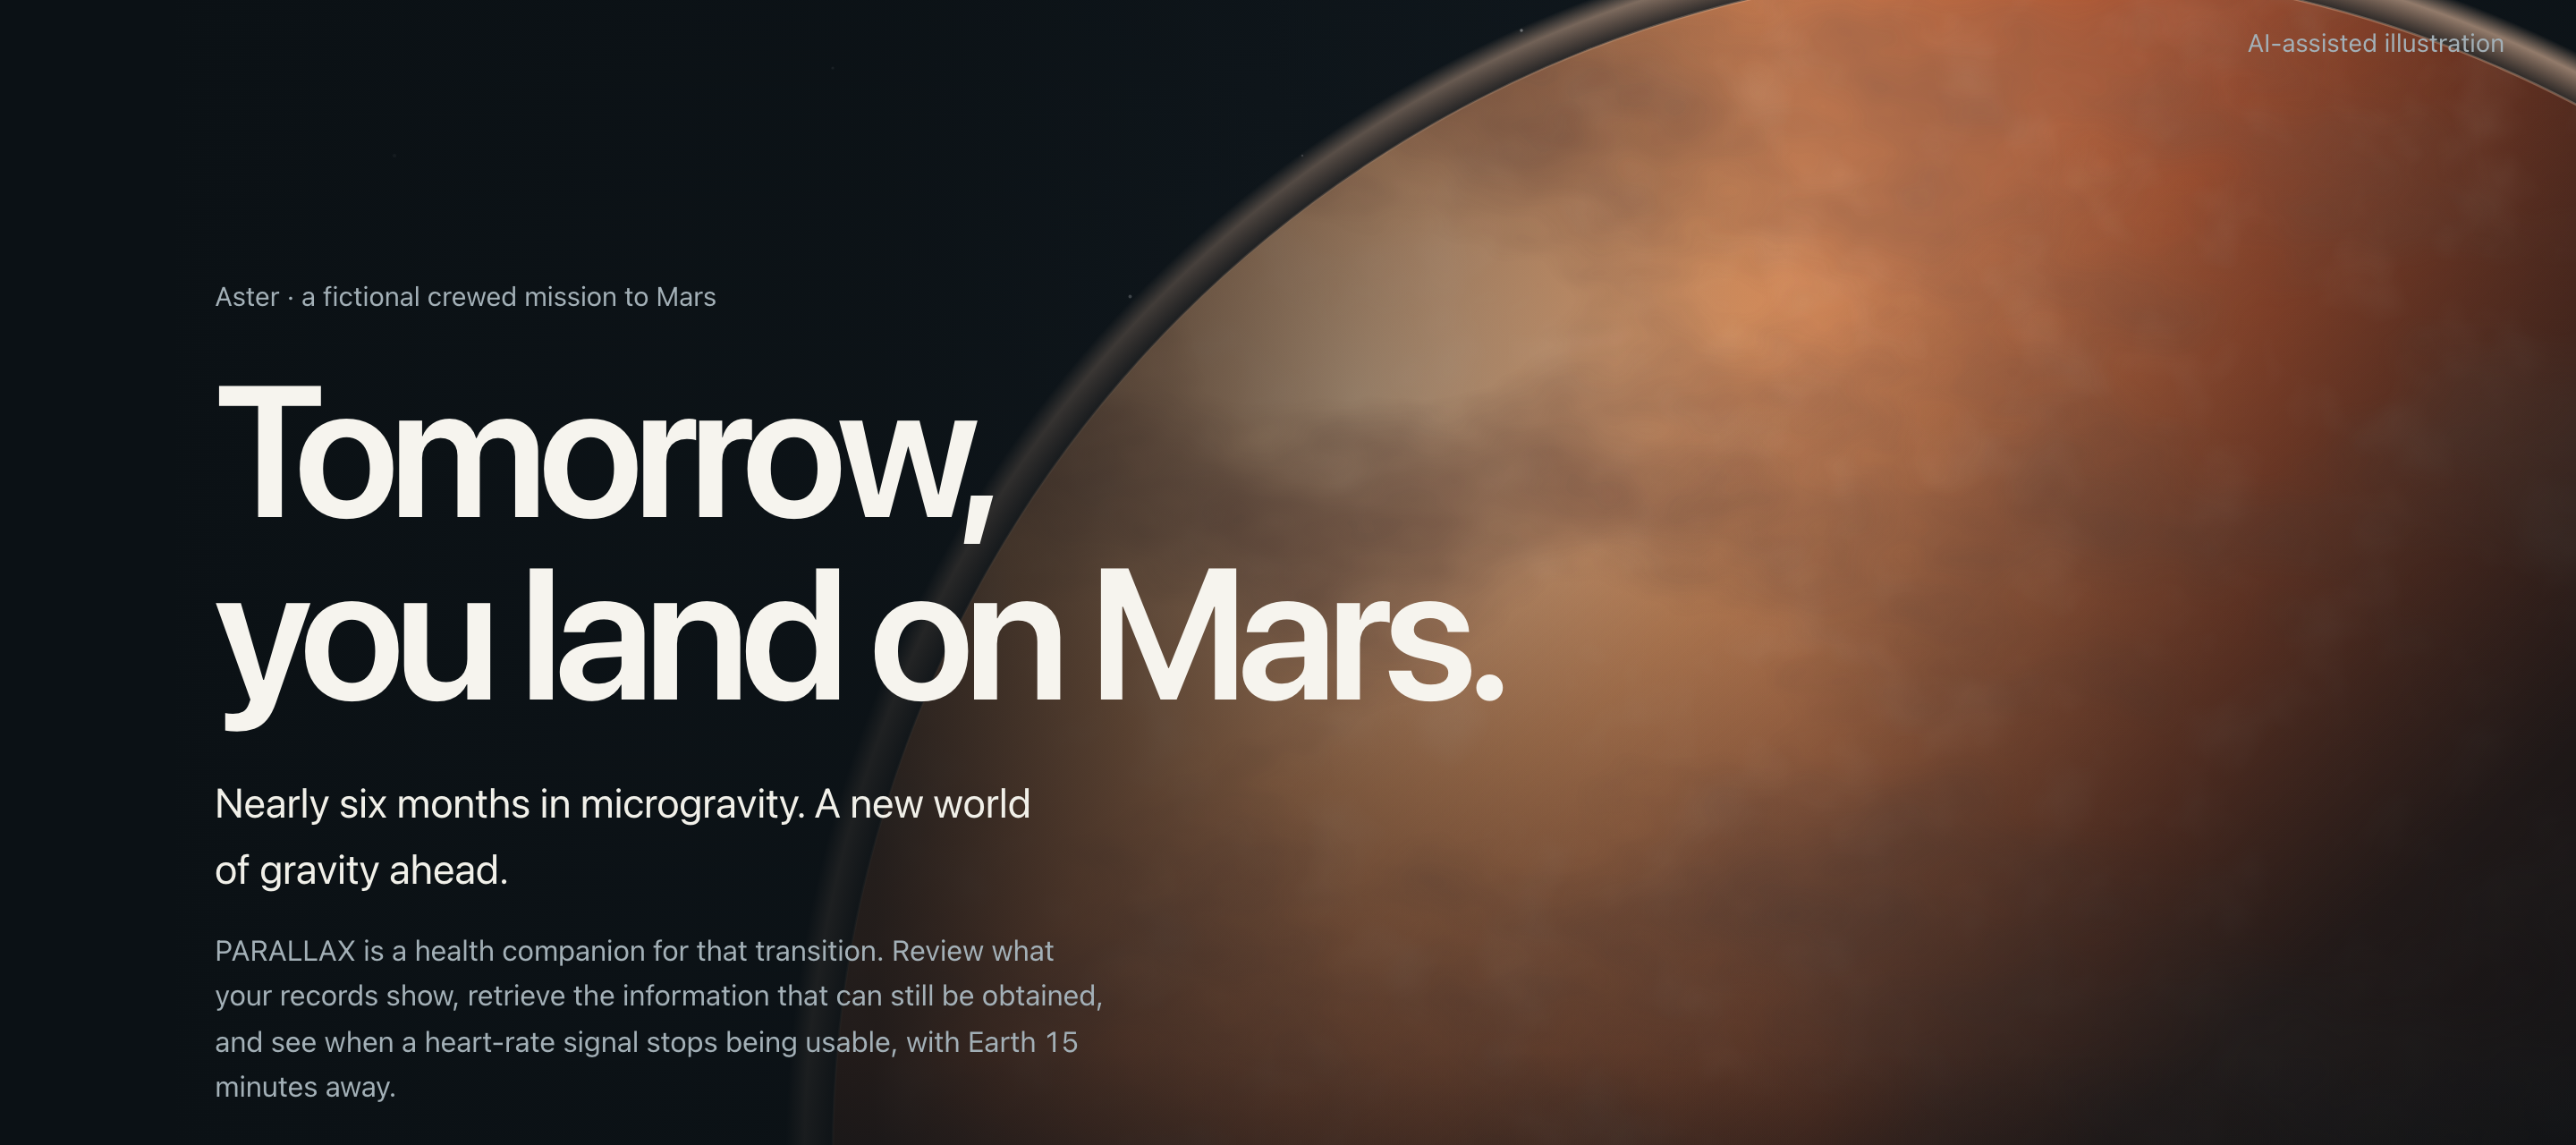 AI-assisted illustration
Aster · a fictional crewed mission to Mars
Tomorrow,
you land on Mars.
Nearly six months in microgravity. A new world
of gravity ahead.
PARALLAX is a health companion for that transition. Review what
your records show, retrieve the information that can still be obtained,
and see when a heart-rate signal stops being usable, with Earth 15
minutes away.